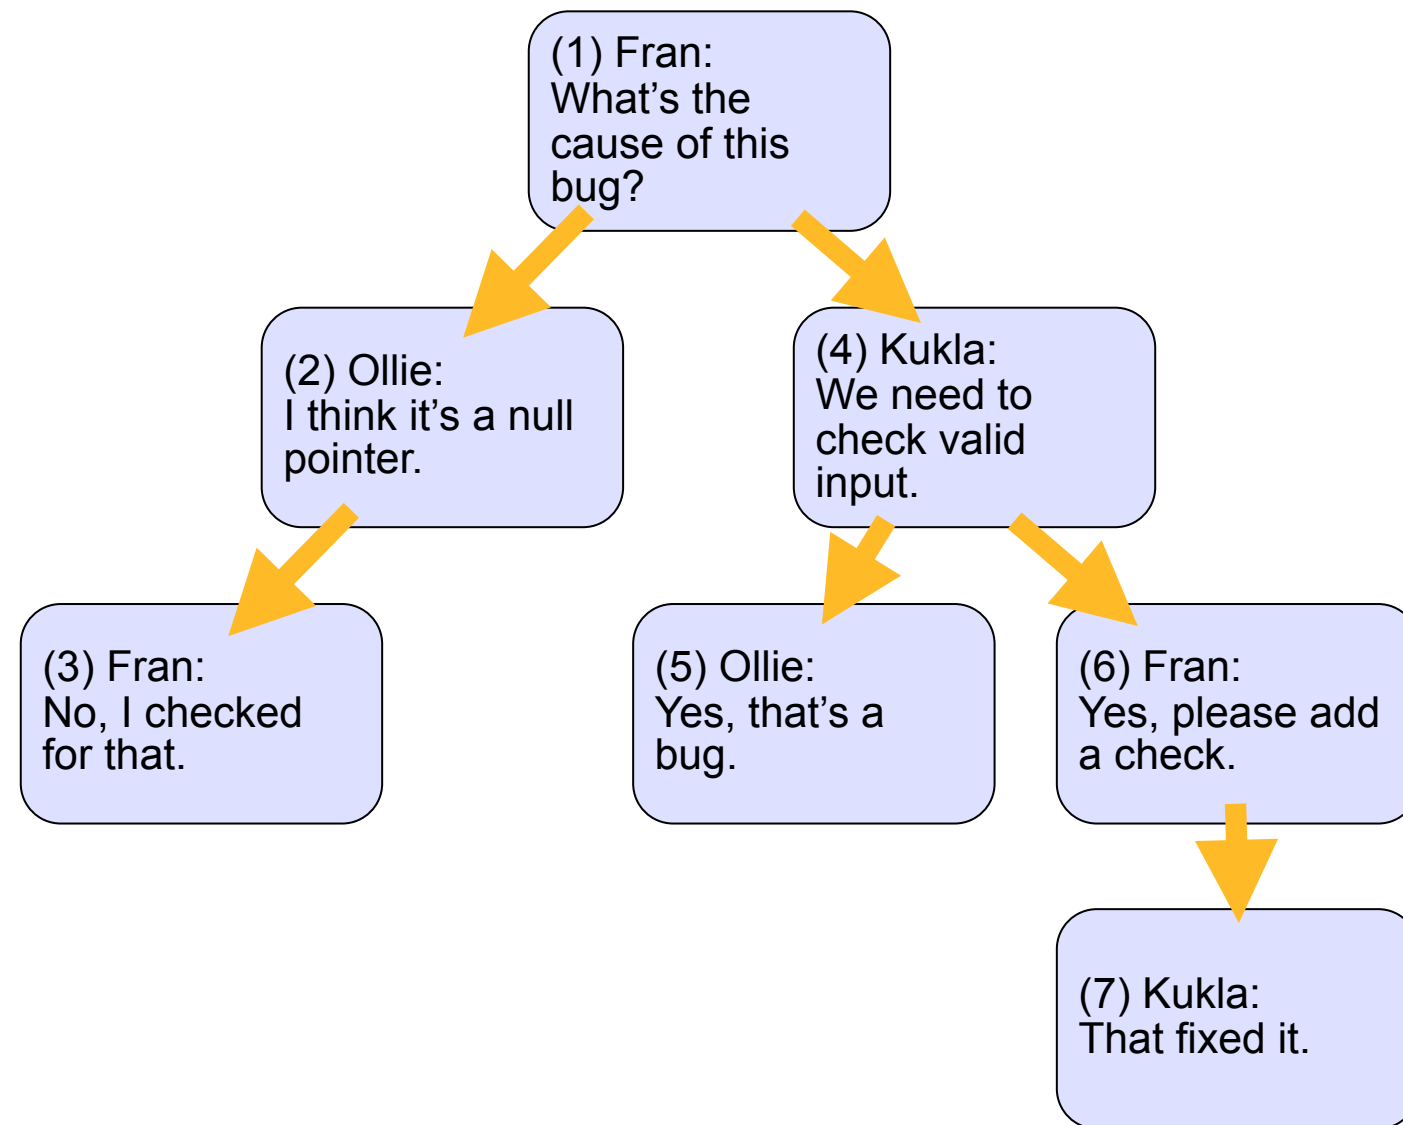 (1) Fran:
What’s the
cause of this
bug?
(2) Ollie:
I think it’s a null
pointer.
(3) Fran:
No, I checked
for that.
(4) Kukla:
We need to
check valid
input.
(5) Ollie:
Yes, that’s a
bug.
(6) Fran:
Yes, please add
a check.
(7) Kukla:
That fixed it.